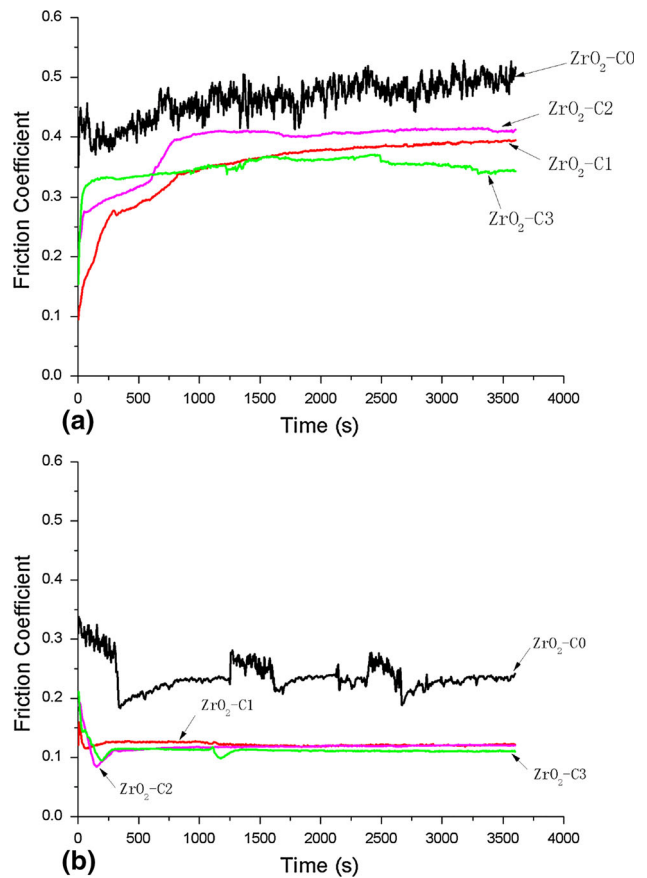 0.6
0.5
0.4
0.3
0.2
0.1
0.0
Friction Coefficient
ZrO2-C0
ZrO2-C2
ZrO2-C1
ZrO2-C3
0 500 1000 1500 2000 2500 3000 3500 4000
(a)
Time (s)
0.6
0.5
0.4
0.3
0.2
0.1
0.0
Friction Coefficient
ZrO2-C0
ZrO2-C1
ZrO2-C2
ZrO2-C3
0 500 1000 1500 2000 2500 3000 3500 4000
(b)
Time (s)